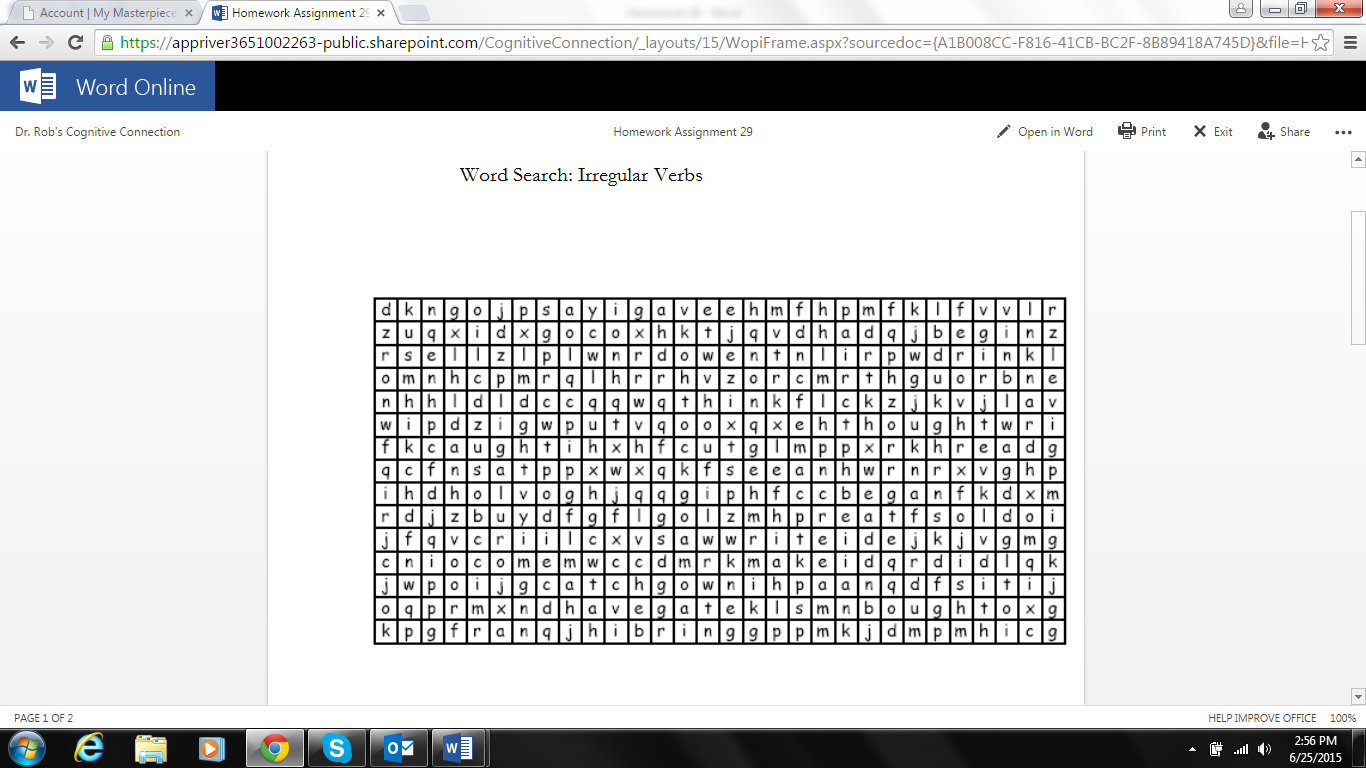 Account | My Masterpiece
Homework Assignment 29
https://appriver3651002263-public.sharepoint.com/CognitiveConnection/_layouts/15/WopiFrame.aspx?sourcedoc={A1B008CC-F816-41CB-BC2F-8B89418A745D}&file=H
Word Online
Dr. Rob's Cognitive Connection Homework Assignment 29 Open in Word Print Exit Share
Word Search: Irregular Verbs
d k n g o j p s a y i g a v e e h m f h p m f k l f v v l r
z u q x i d x g o c o x h k t j q v d h a d q j b e g i n z
r s e l l z l p l w n r d o w e n t n l i r p w d r i n k l
o m n h c p m r q l h r r h v z o r c m r t h g u o r b n e
n h h l d l d c c q q w q t h i n k f l c k z j k v j l a v
w i p d z i g w p u t v q o o x q x e h t h o u g h t w r i
f k c a u g h t i h x h f c u t g l m p p x r k h r e a d g
q c f n s a t p p x w x q k f s e e a n h w r n r x v g h p
i h d h o l v o g h j q q g i p h f c c b e g a n f k d x m
r d j z b u y d f g f l g o l z m h p r e a t f s o l d o i
j f q v c r i i l c x v s a w w r i t e i d e j k j v g m g
c n i o c o m e m w c c d m r k m a k e i d q r d i d l q k
j w p o i j g c a t c h g o w n i h p a a n q d f s i t i j
o q p r m x n d h a v e g a t e k l s m n b o u g h t o x g
k p g f r a n q j h i b r i n g g p p m k j d m p m h i c g
PAGE 1 OF 2 HELP IMPROVE OFFICE 100%
2:56 PM
6/25/2015